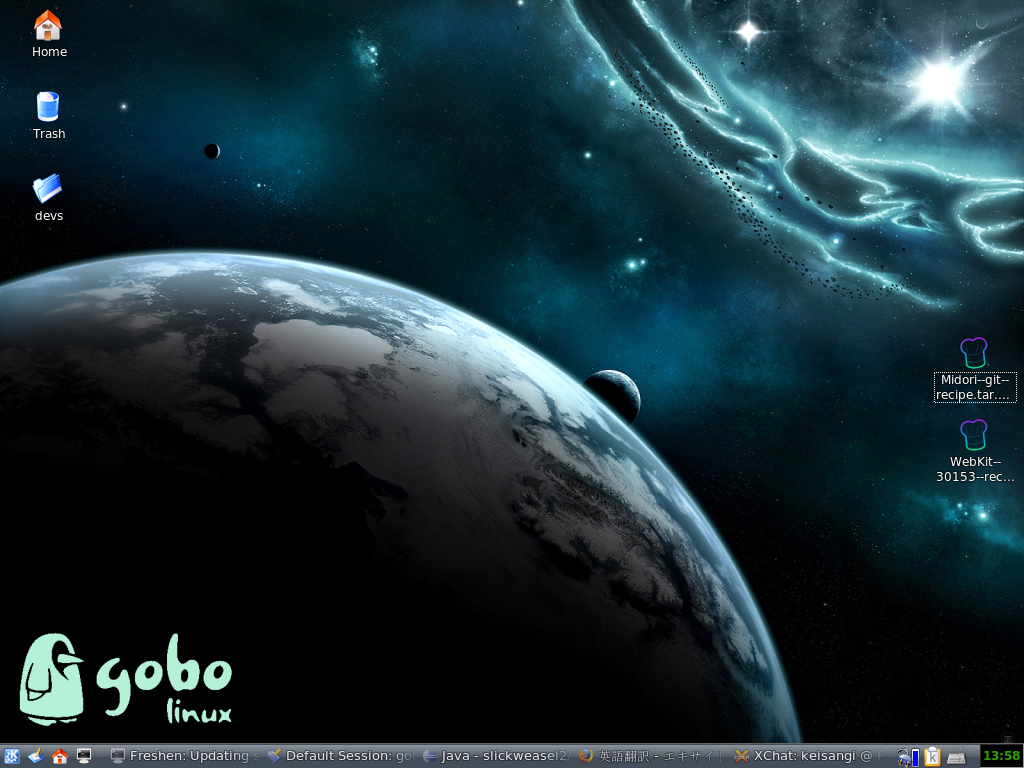 Home
Trash
devs
Midori--git--
recipe.tar....
WebKit--
30153--rec...
gobo
linux
Freshen: Updating
Default Session: go
Java - slickweasel2
英語翻訳 - エキサイ
XChat: keisangi @ F
13:58